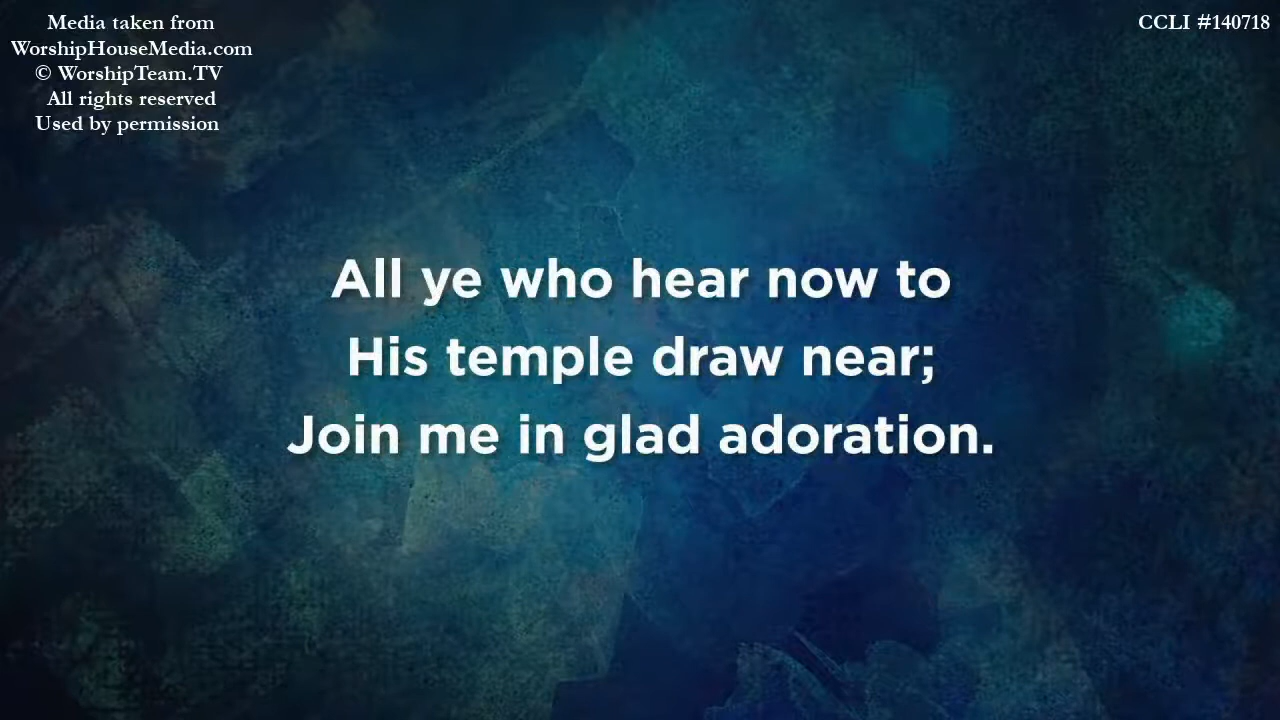 Media taken from
WorshipHouseMedia.com
© WorshipTeam.TV
All rights reserved
Used by permission
CCLI #140718
All ye who hear now to
His temple draw near;
Join me in glad adoration.